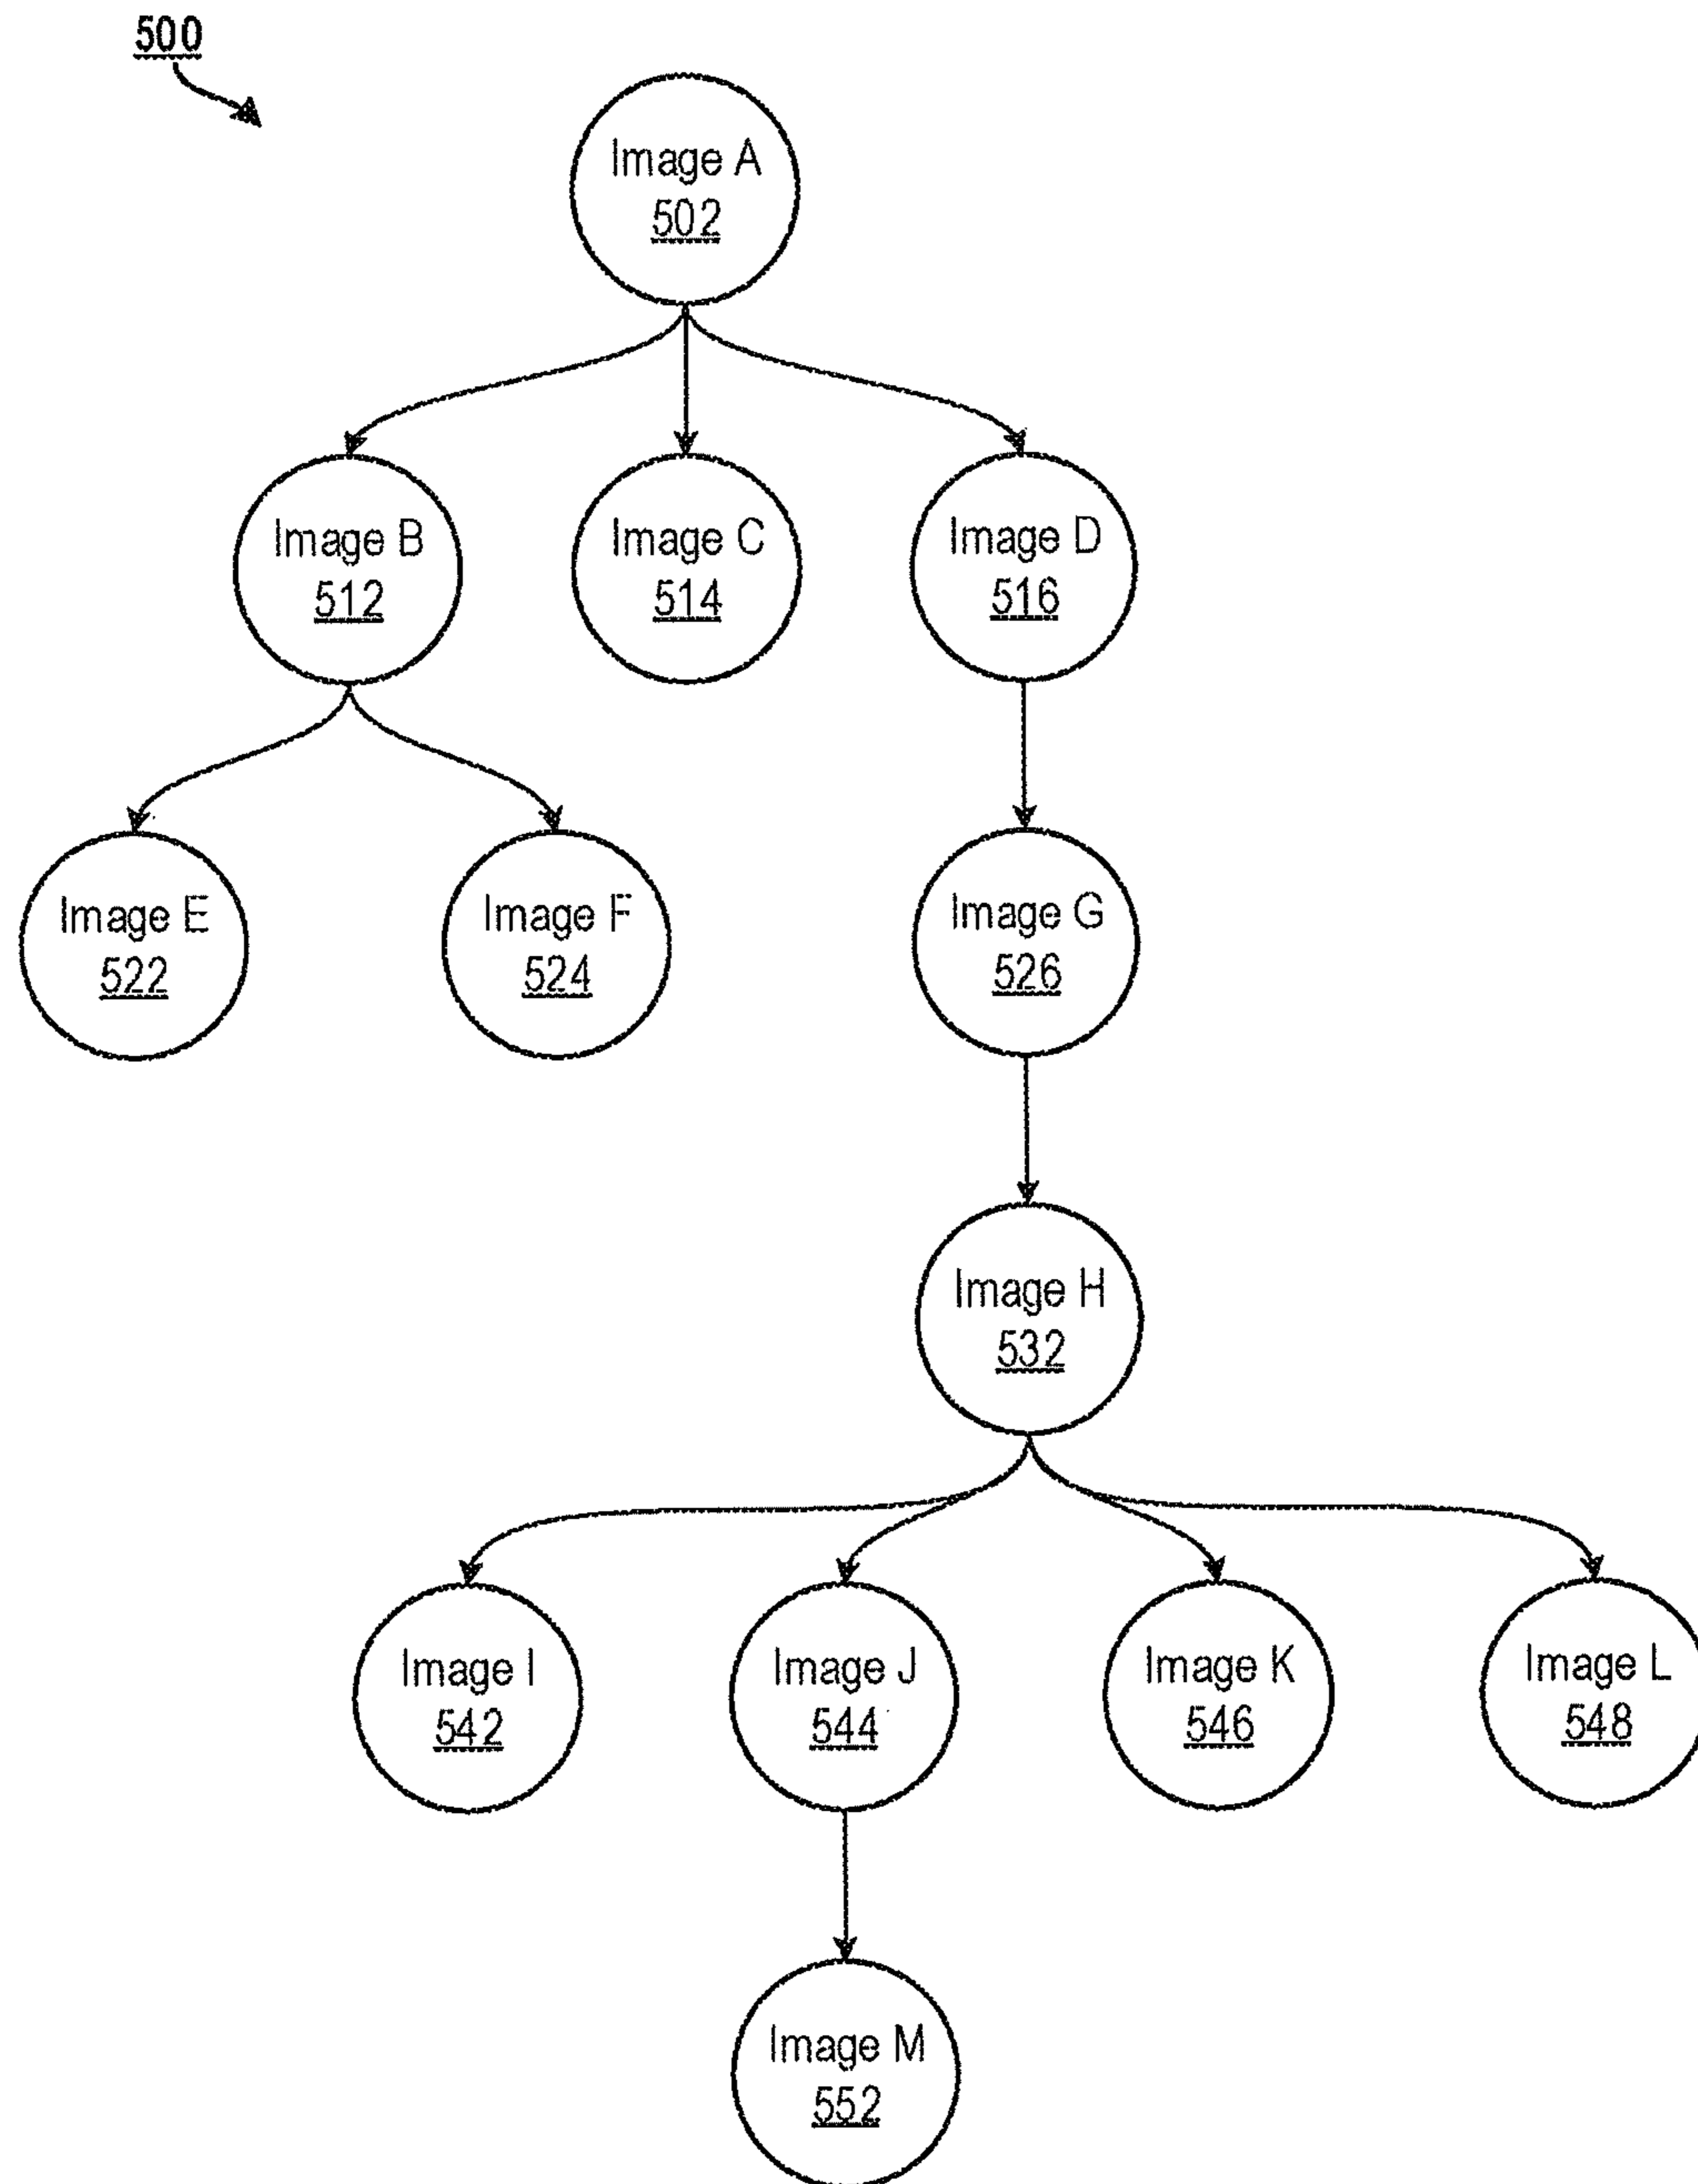 500
Image A
502
Image B
512
Image C
514
Image D
516
Image E
522
Image F
524
Image G
526
Image H
532
Image I
542
Image J
544
Image K
546
Image L
548
Image M
552